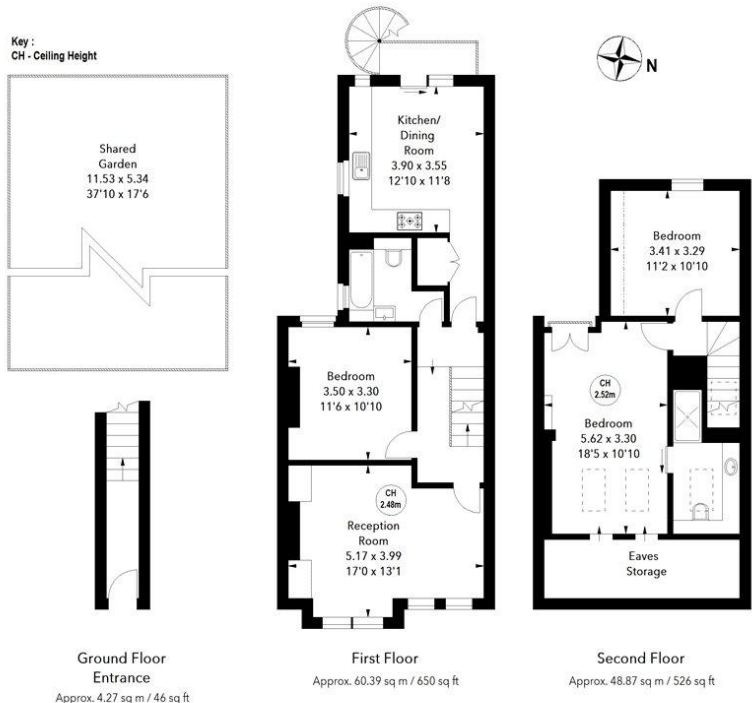 Key :
CH - Ceiling Height
N
Shared
Garden
11.53 x 5.34
37'10 x 17'6
Kitchen/
Dining
Room
3.90 x 3.55
12'10 x 11'8
Bedroom
3.50 x 3.30
11'6 x 10'10
CH
2.48m
Reception
Room
5.17 x 3.99
17'0 x 13'1
Bedroom
3.41 x 3.29
11'2 x 10'10
CH
2.52m
Bedroom
5.62 x 3.30
18'5 x 10'10
Eaves
Storage
Ground Floor
Entrance
Approx. 4.27 sq m / 46 sq ft
First Floor
Approx. 60.39 sq m / 650 sq ft
Second Floor
Approx. 48.87 sq m / 526 sq ft